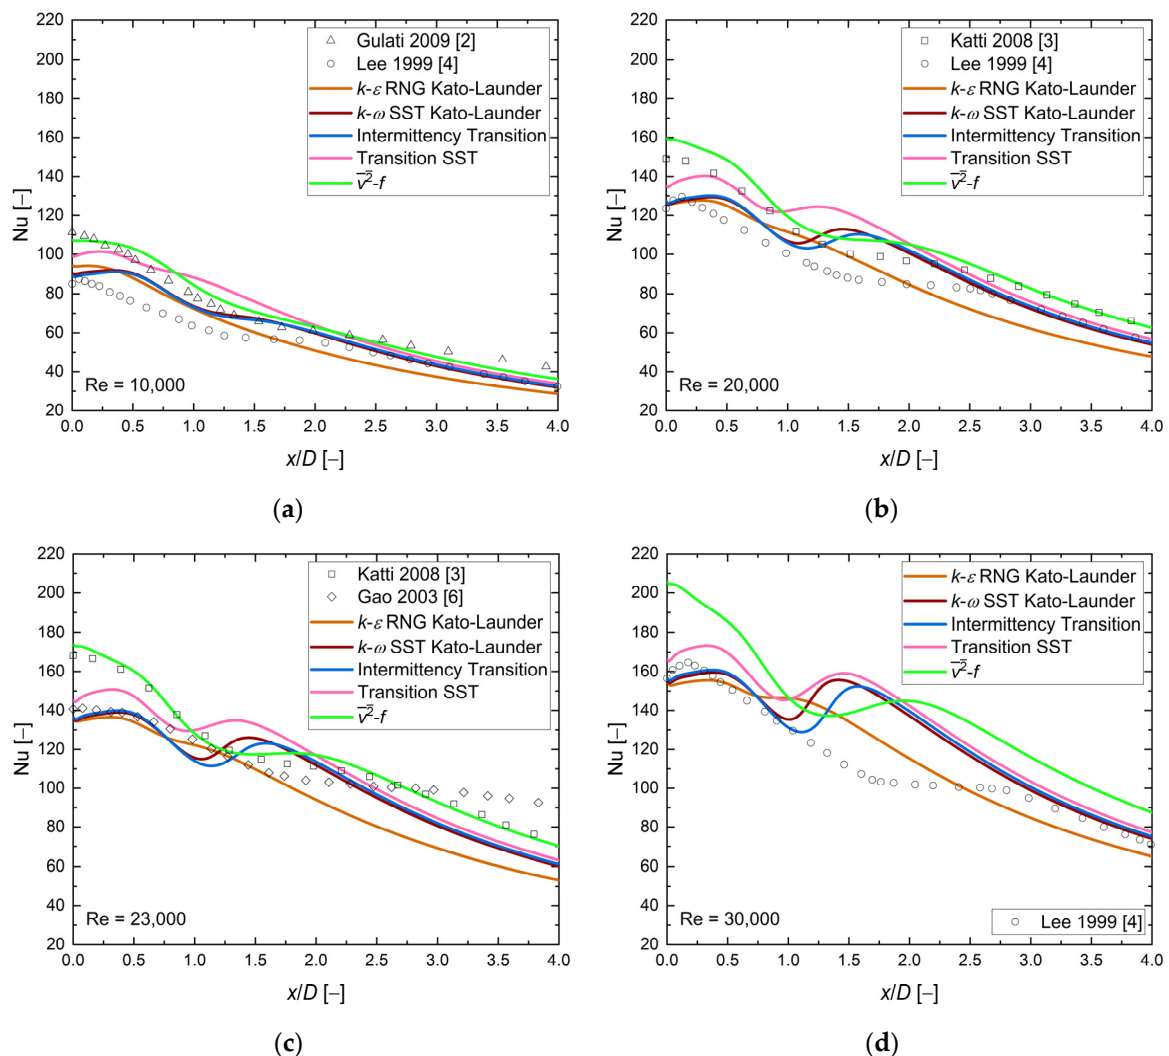 220
200
180
160
140
120
100
80
60
40
20
Nu [–]
Gulati 2009 [2]
Lee 1999 [4]
k-ε RNG Kato-Launder
k-ω SST Kato-Launder
Intermittency Transition
Transition SST
v̅²-f
Re = 10,000
0.0 0.5 1.0 1.5 2.0 2.5 3.0 3.5 4.0
x/D [–]
(a)
220
200
180
160
140
120
100
80
60
40
20
Nu [–]
Katti 2008 [3]
Lee 1999 [4]
k-ε RNG Kato-Launder
k-ω SST Kato-Launder
Intermittency Transition
Transition SST
v̅²-f
Re = 20,000
0.0 0.5 1.0 1.5 2.0 2.5 3.0 3.5 4.0
x/D [–]
(b)
220
200
180
160
140
120
100
80
60
40
20
Nu [–]
Katti 2008 [3]
Gao 2003 [6]
k-ε RNG Kato-Launder
k-ω SST Kato-Launder
Intermittency Transition
Transition SST
v̅²-f
Re = 23,000
0.0 0.5 1.0 1.5 2.0 2.5 3.0 3.5 4.0
x/D [–]
(c)
220
200
180
160
140
120
100
80
60
40
20
Nu [–]
k-ε RNG Kato-Launder
k-ω SST Kato-Launder
Intermittency Transition
Transition SST
v̅²-f
Re = 30,000
Lee 1999 [4]
0.0 0.5 1.0 1.5 2.0 2.5 3.0 3.5 4.0
x/D [–]
(d)